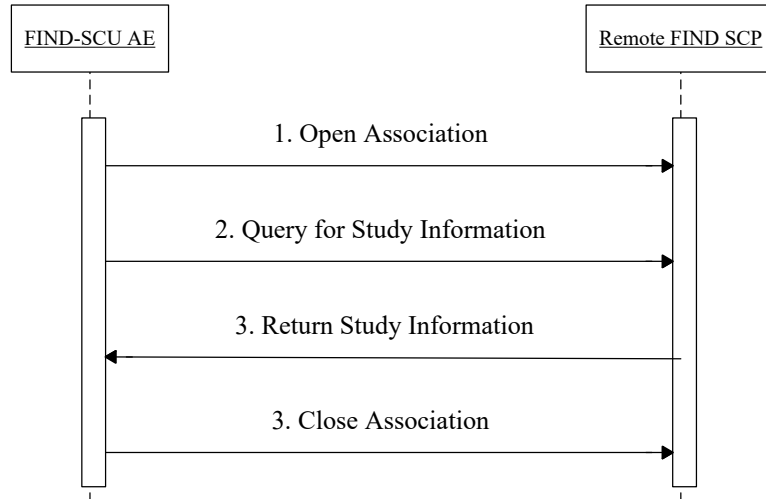 FIND-SCU AE
Remote FIND SCP
1. Open Association
2. Query for Study Information
3. Return Study Information
3. Close Association